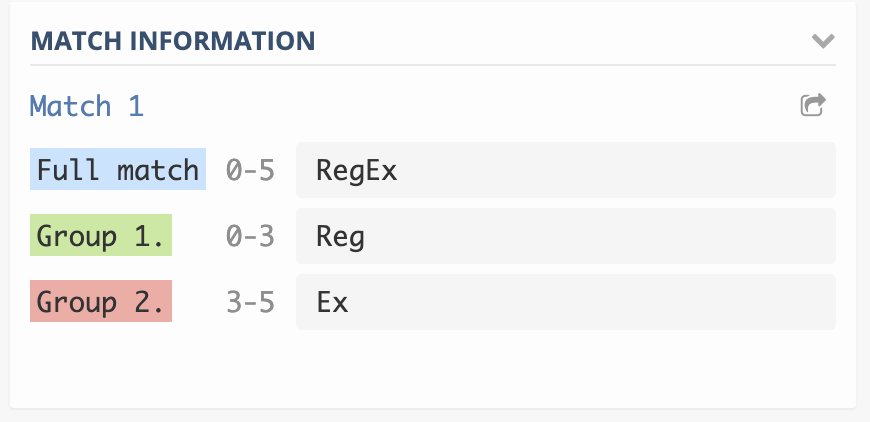 MATCH INFORMATION
Match 1
Full match 0-5 RegEx
Group 1. 0-3 Reg
Group 2. 3-5 Ex